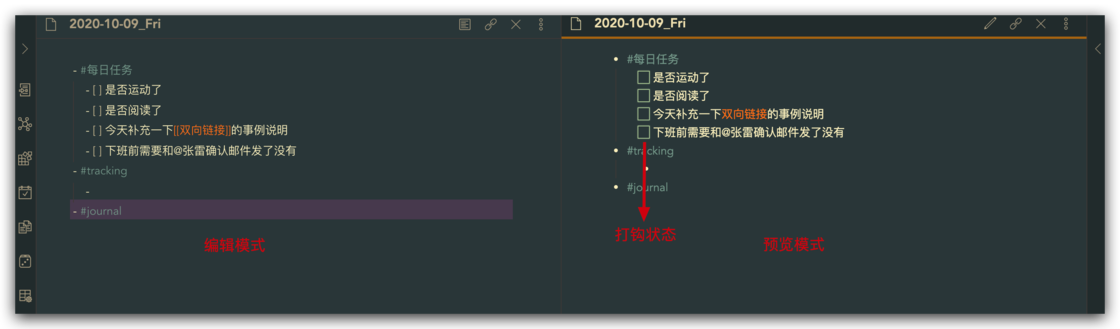 2020-10-09_Fri
- #每日任务
- [ ] 是否运动了
- [ ] 是否阅读了
- [ ] 今天补充一下[[双向链接]]的事例说明
- [ ] 下班前需要和@张雷确认邮件发了没有
- #tracking
-
- #journal
编辑模式
2020-10-09_Fri
#每日任务
是否运动了
是否阅读了
今天补充一下双向链接的事例说明
下班前需要和@张雷确认邮件发了没有
#tracking
#journal
打钩状态
预览模式